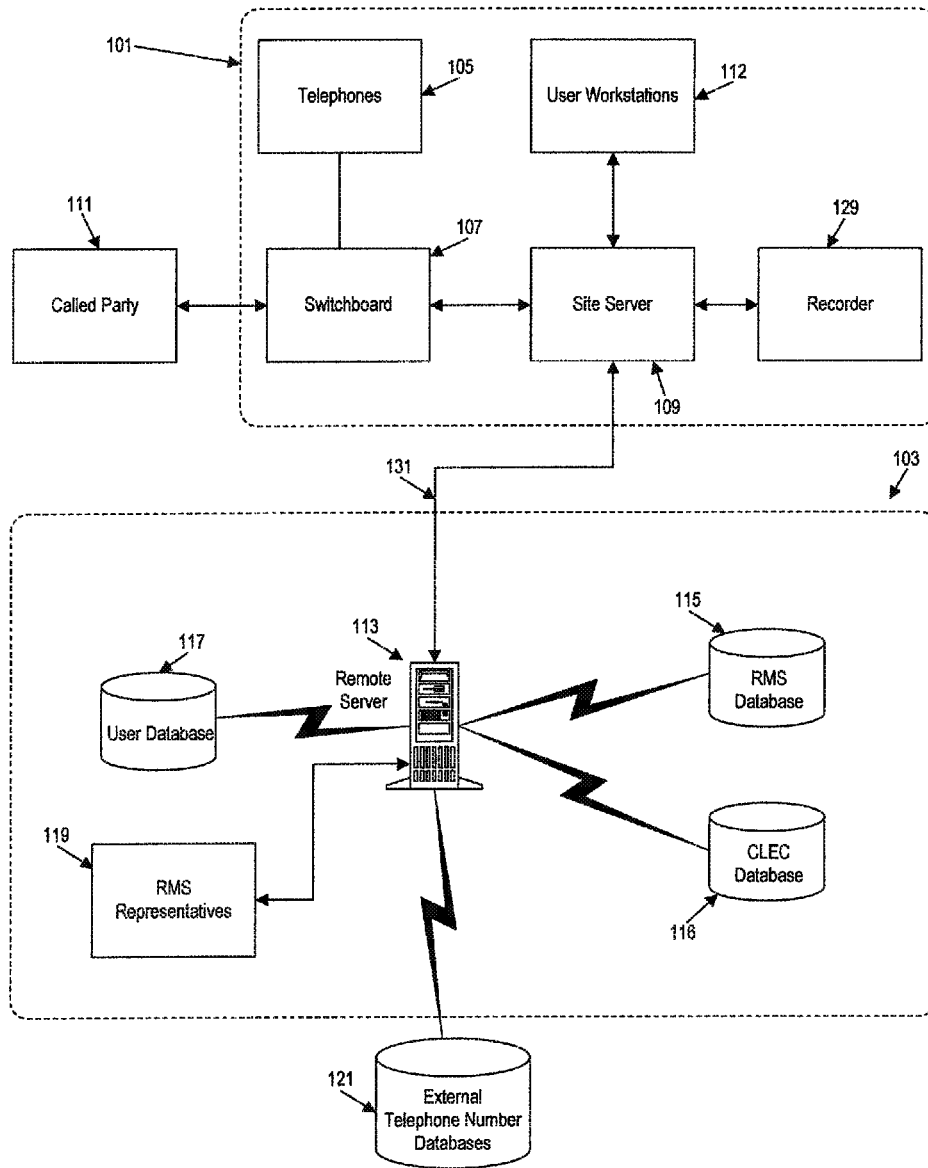 101
Telephones
105
User Workstations
112
111
107
129
Called Party
Switchboard
Site Server
Recorder
109
131
103
117
113
115
User Database
Remote
Server
RMS
Database
119
RMS
Representatives
CLEC
Database
116
121
External
Telephone Number
Databases